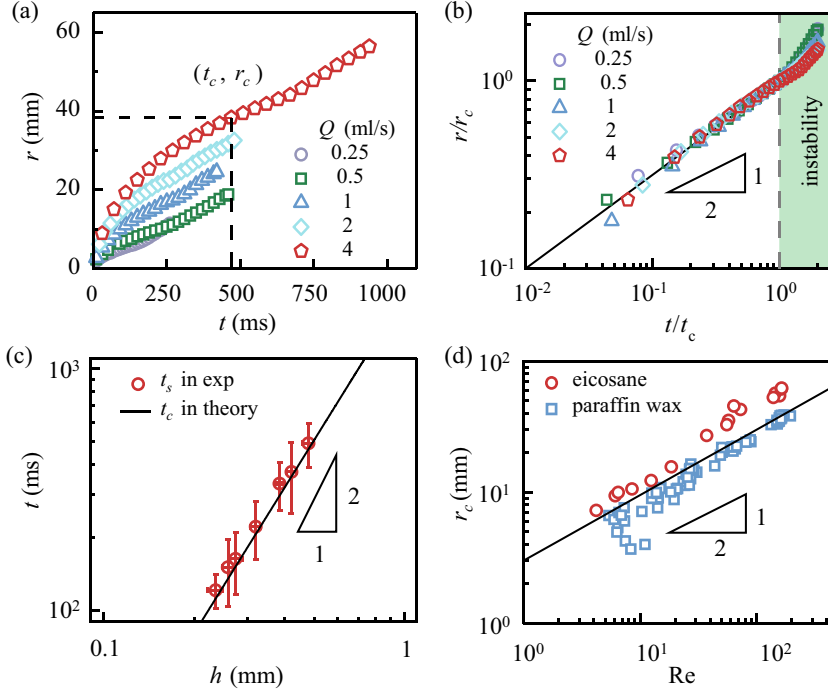 (a)
60
40
20
0
r (mm)
(t_c, r_c)
Q (ml/s)
0.25
0.5
1
2
4
0
250
500
750
1000
t (ms)
(b)
10^0
10^-1
r/r_c
Q (ml/s)
0.25
0.5
1
2
4
instability
1
2
10^-2
10^-1
10^0
t/t_c
(c)
10^3
10^2
t (ms)
t_s in exp
t_c in theory
2
1
0.1
1
h (mm)
(d)
10^2
10^1
10^0
r_c (mm)
eicosane
paraffin wax
1
2
10^0
10^1
10^2
Re